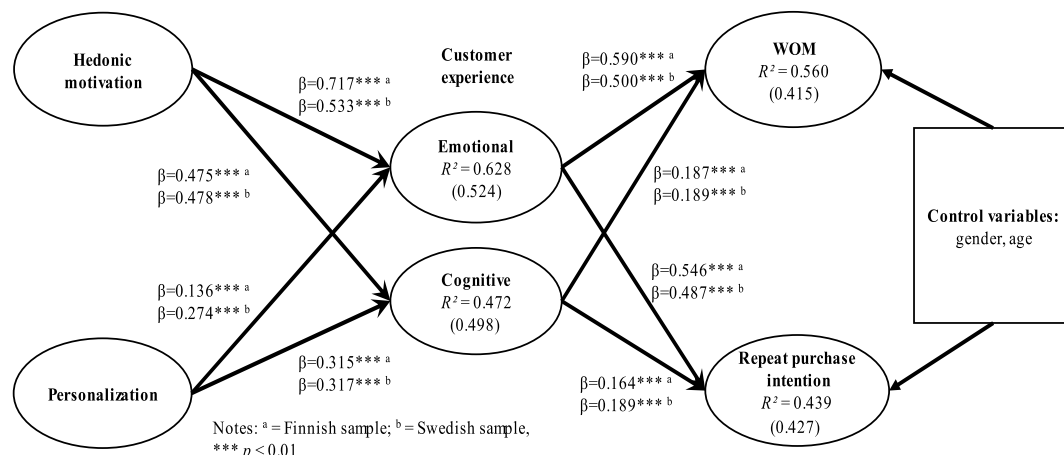 Hedonic
motivation
Customer
experience
β=0.717*** ᵃ
β=0.533*** ᵇ
β=0.590*** ᵃ
β=0.500*** ᵇ
WOM
R² = 0.560
(0.415)
Emotional
R² = 0.628
(0.524)
β=0.475*** ᵃ
β=0.478*** ᵇ
β=0.187*** ᵃ
β=0.189*** ᵇ
Control variables:
gender, age
β=0.136*** ᵃ
β=0.274*** ᵇ
Cognitive
R² = 0.472
(0.498)
β=0.546*** ᵃ
β=0.487*** ᵇ
Personalization
β=0.315*** ᵃ
β=0.317*** ᵇ
β=0.164*** ᵃ
β=0.189*** ᵇ
Repeat purchase
intention
R² = 0.439
(0.427)
Notes: ᵃ = Finnish sample; ᵇ = Swedish sample,
*** p < 0.01